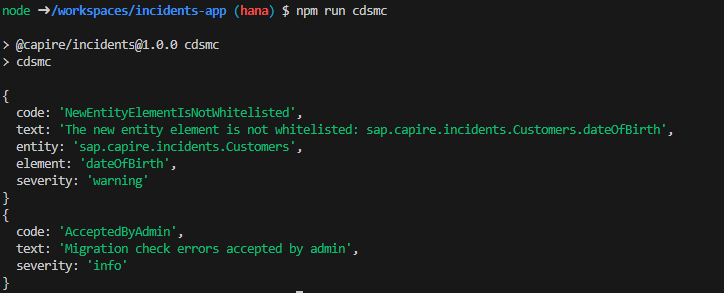 node ➜/workspaces/incidents-app (hana) $ npm run cdsmc
> @capire/incidents@1.0.0 cdsmc
> cdsmc
{
code: 'NewEntityElementIsNotWhitelisted',
text: 'The new entity element is not whitelisted: sap.capire.incidents.Customers.dateOfBirth',
entity: 'sap.capire.incidents.Customers',
element: 'dateOfBirth',
severity: 'warning'
}
{
code: 'AcceptedByAdmin',
text: 'Migration check errors accepted by admin',
severity: 'info'
}